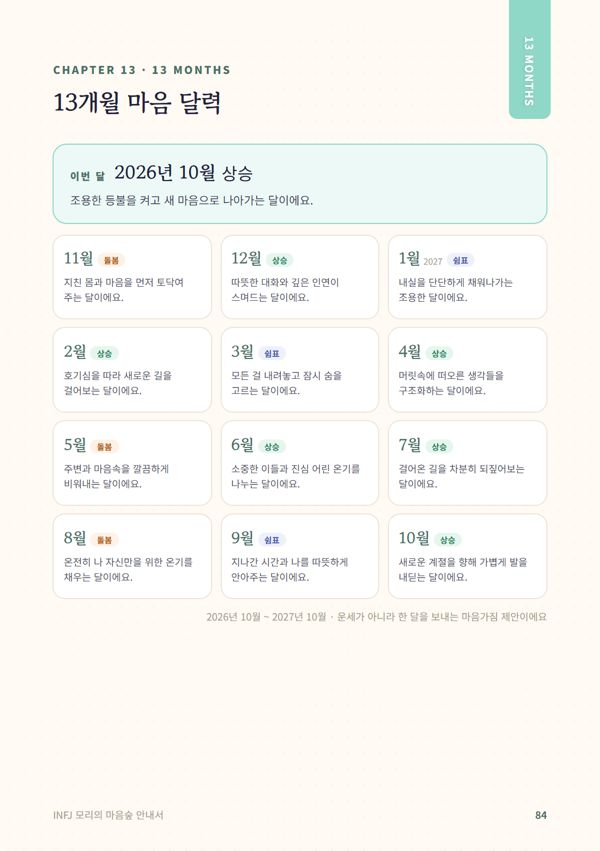 13 MONTHS
CHAPTER 13 · 13 MONTHS
13개월 마음 달력
이번 달 2026년 10월 상승
조용한 등불을 켜고 새 마음으로 나아가는 달이에요.
11월 돌봄
지친 몸과 마음을 먼저 토닥여
주는 달이에요.
12월 상승
따뜻한 대화와 깊은 인연이
스며드는 달이에요.
1월 2027 쉼표
내실을 단단하게 채워나가는
조용한 달이에요.
2월 상승
호기심을 따라 새로운 길을
걸어보는 달이에요.
3월 쉼표
모든 걸 내려놓고 잠시 숨을
고르는 달이에요.
4월 상승
머릿속에 떠오른 생각들을
구조화하는 달이에요.
5월 돌봄
주변과 마음속을 깔끔하게
비워내는 달이에요.
6월 상승
소중한 이들과 진심 어린 온기를
나누는 달이에요.
7월 상승
걸어온 길을 차분히 되짚어보는
달이에요.
8월 돌봄
온전히 나 자신만을 위한 온기를
채우는 달이에요.
9월 쉼표
지나간 시간과 나를 따뜻하게
안아주는 달이에요.
10월 상승
새로운 계절을 향해 가볍게 발을
내딛는 달이에요.
2026년 10월 ~ 2027년 10월 · 운세가 아니라 한 달을 보내는 마음가짐 제안이에요
INFJ 모리의 마음숲 안내서
84